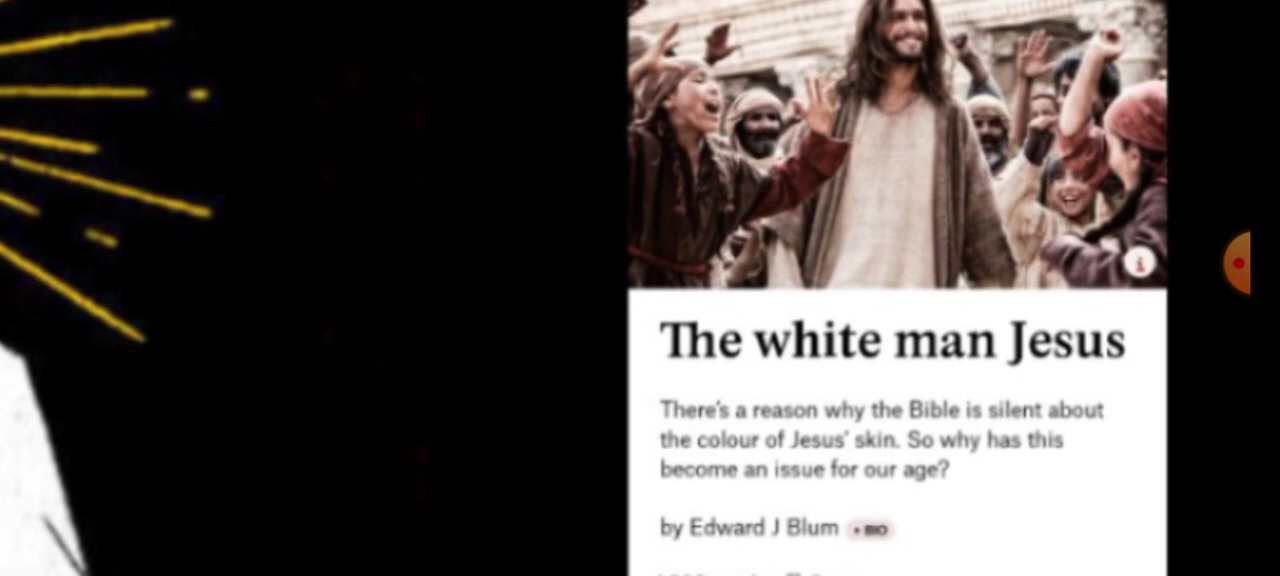 The white man Jesus
There's a reason why the Bible is silent about
the colour of Jesus' skin. So why has this
become an issue for our age?
by Edward J Blum + BIO